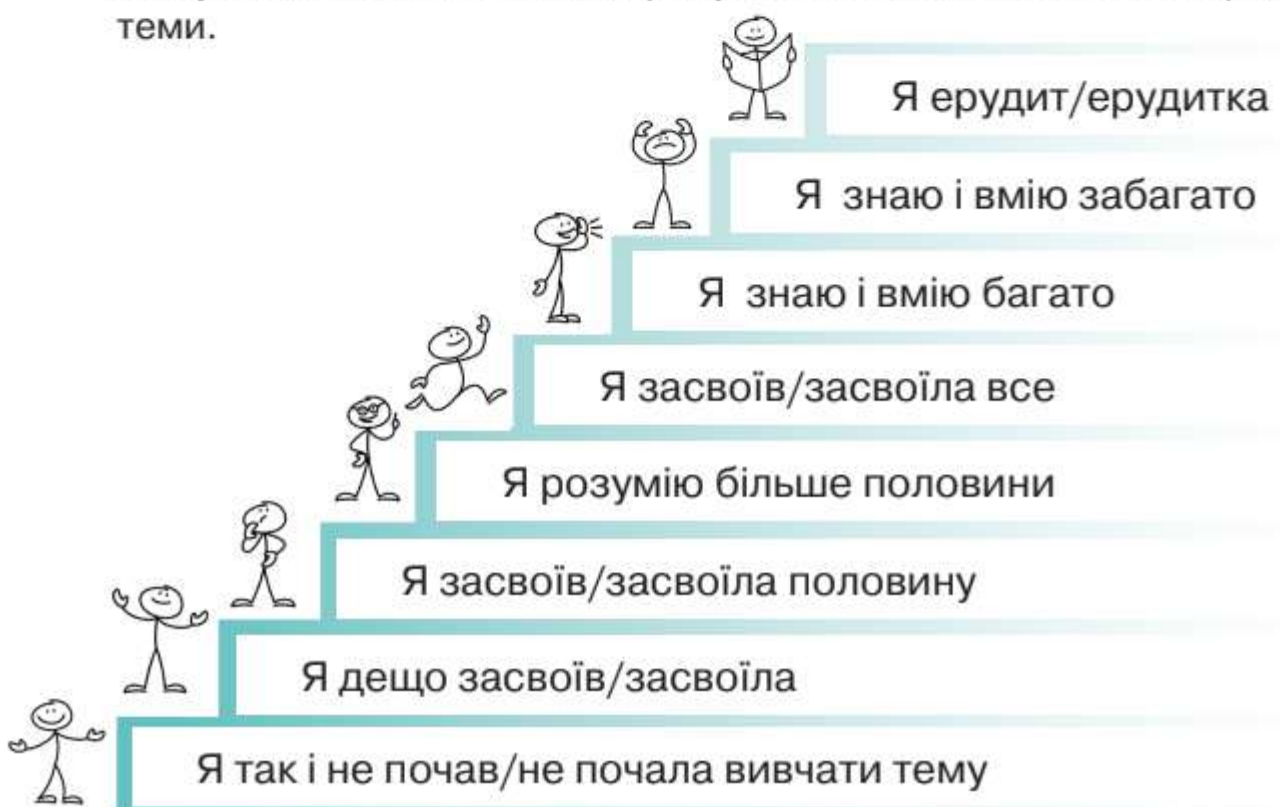 теми.
Я ерудит/ерудитка
Я знаю і вмію забагато
Я знаю і вмію багато
Я засвоїв/засвоїла все
Я розумію більше половини
Я засвоїв/засвоїла половину
Я дещо засвоїв/засвоїла
Я так і не почав/не почала вивчати тему